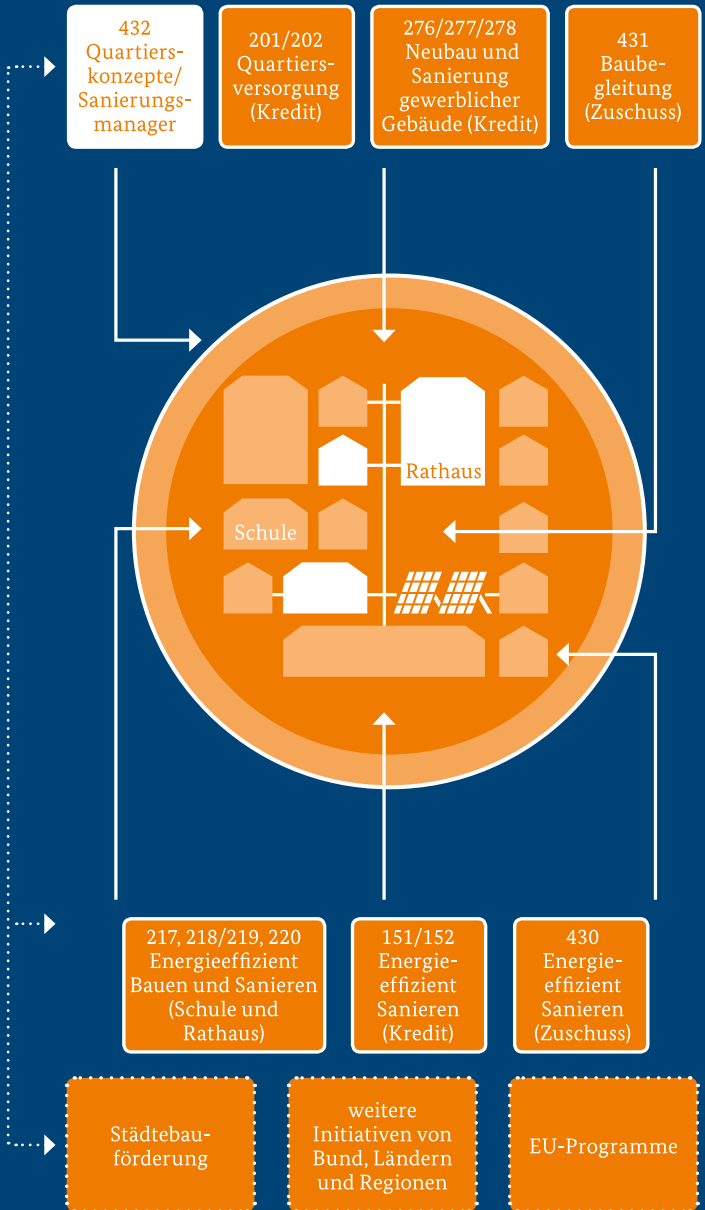 432
Quartiers-
konzepte/
Sanierungs-
manager
201/202
Quartiers-
versorgung
(Kredit)
276/277/278
Neubau und
Sanierung
gewerblicher
Gebäude (Kredit)
431
Baube-
gleitung
(Zuschuss)
Rathaus
Schule
217, 218/219, 220
Energieeffizient
Bauen und Sanieren
(Schule und
Rathaus)
151/152
Energie-
effizient
Sanieren
(Kredit)
430
Energie-
effizient
Sanieren
(Zuschuss)
Städtebau-
förderung
weitere
Initiativen von
Bund, Ländern
und Regionen
EU-Programme